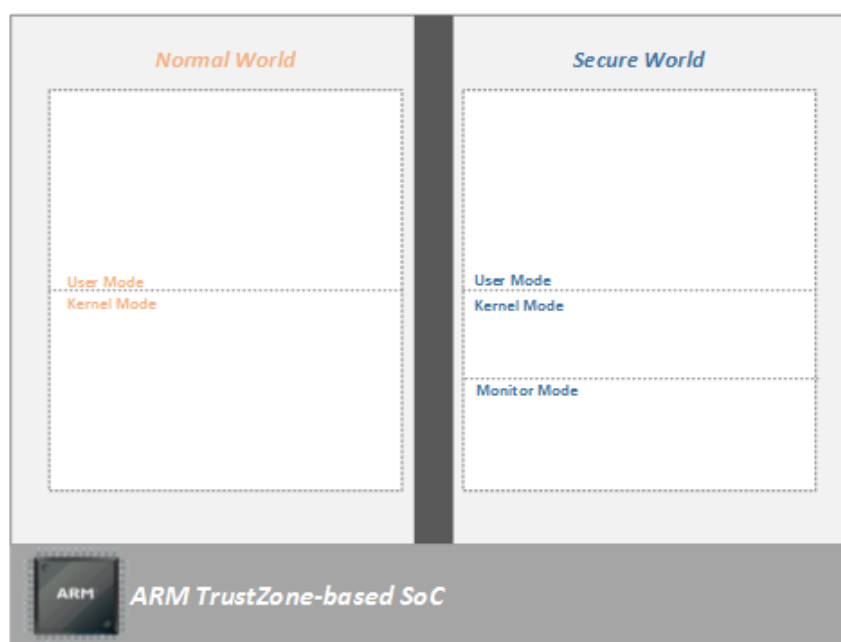 Normal World
Secure World
User Mode
Kernel Mode
User Mode
Kernel Mode
Monitor Mode
ARM
ARM TrustZone-based SoC